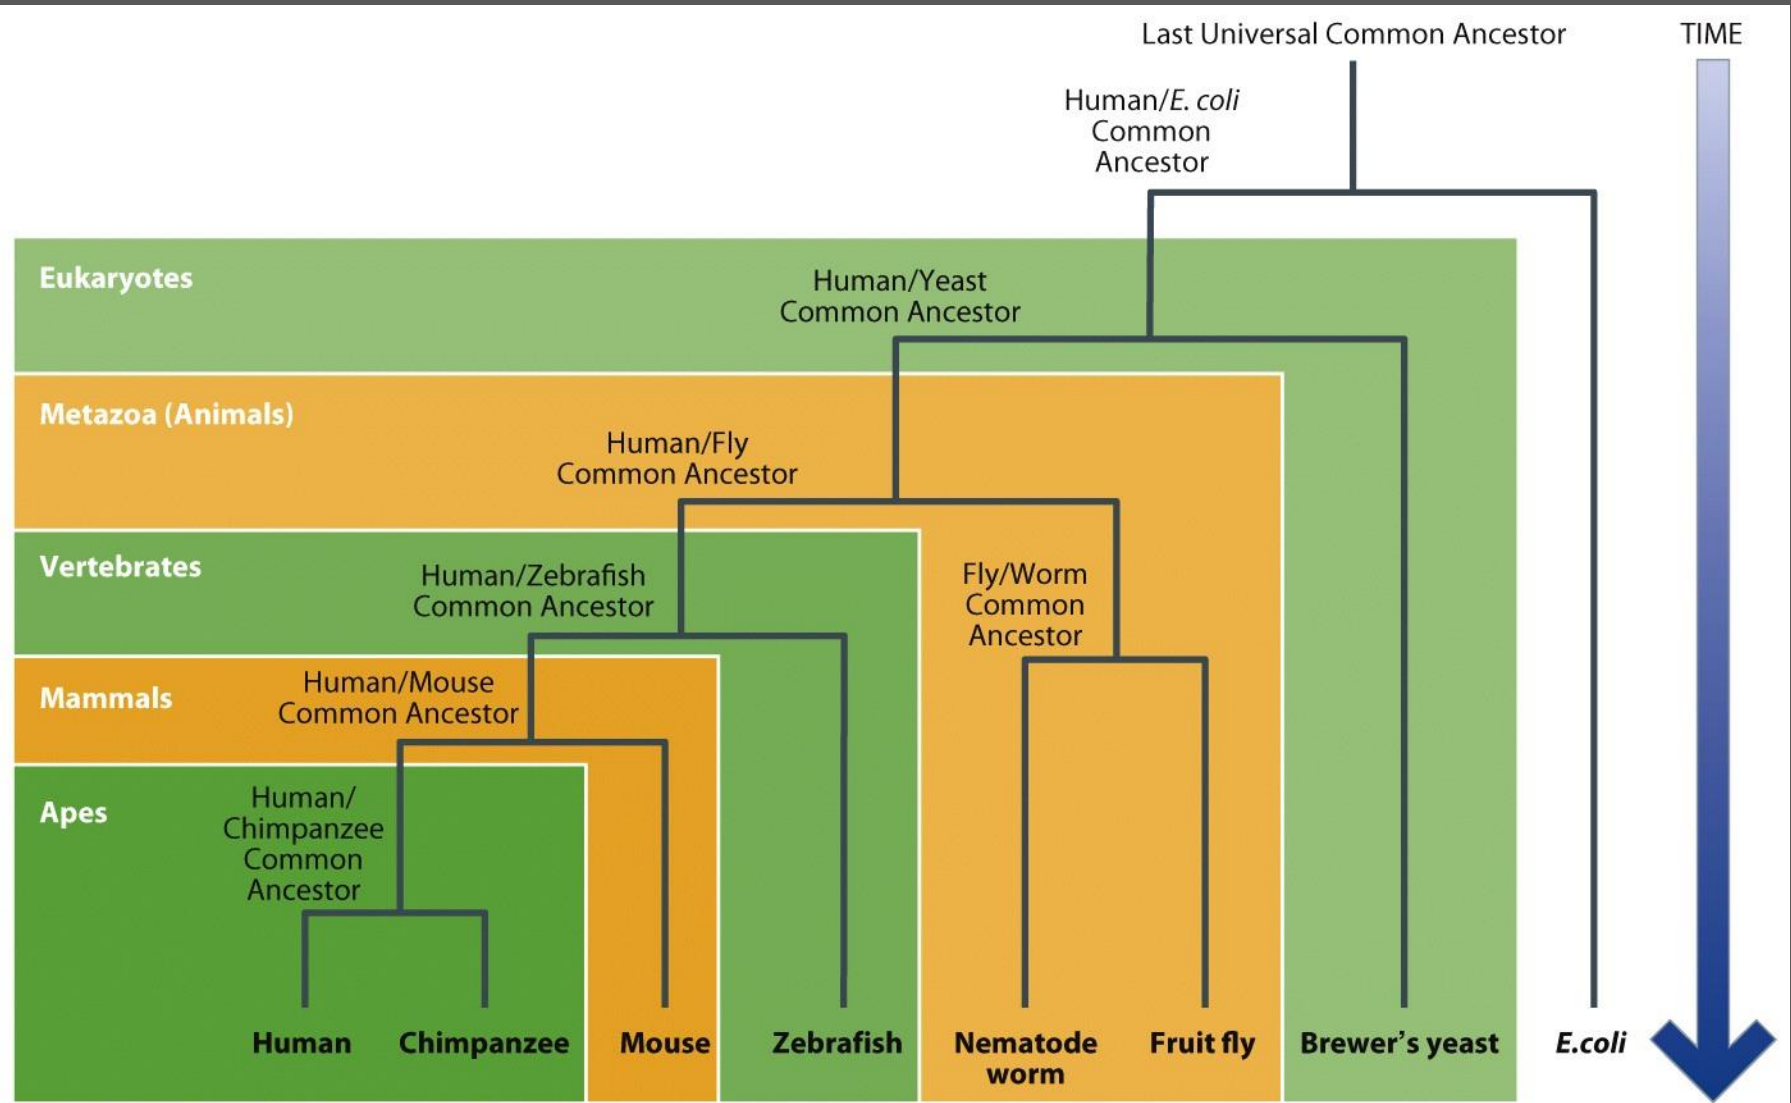 Last Universal Common Ancestor
TIME
Human/E. coli
Common
Ancestor
Eukaryotes
Human/Yeast
Common Ancestor
Metazoa (Animals)
Human/Fly
Common Ancestor
Vertebrates
Human/Zebrafish
Common Ancestor
Fly/Worm
Common
Ancestor
Mammals
Human/Mouse
Common Ancestor
Apes
Human/
Chimpanzee
Common
Ancestor
Human
Chimpanzee
Mouse
Zebrafish
Nematode
worm
Fruit fly
Brewer’s yeast
E.coli